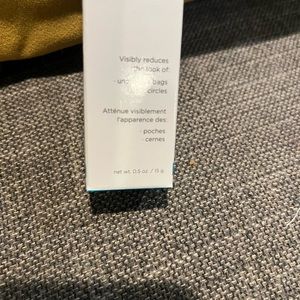 Visibly reduces
the look of:
· under bags
circles
Atténue visiblement
l'apparence des:
· poches
· cernes
net wt. 0.5 oz. / 15 g